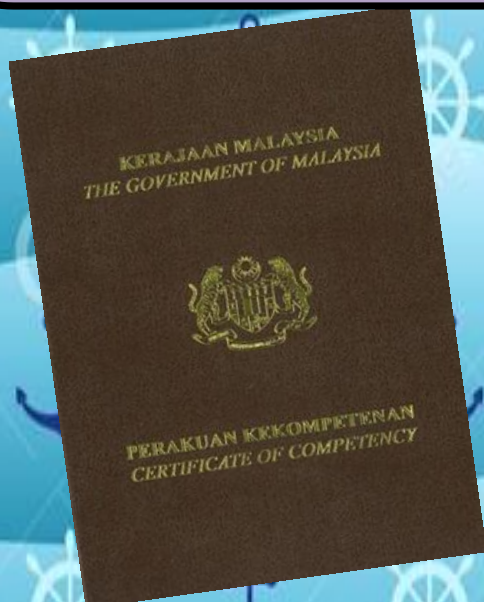 KERAJAAN MALAYSIA
THE GOVERNMENT OF MALAYSIA
PERAKUAN KEKOMPETENAN
CERTIFICATE OF COMPETENCY